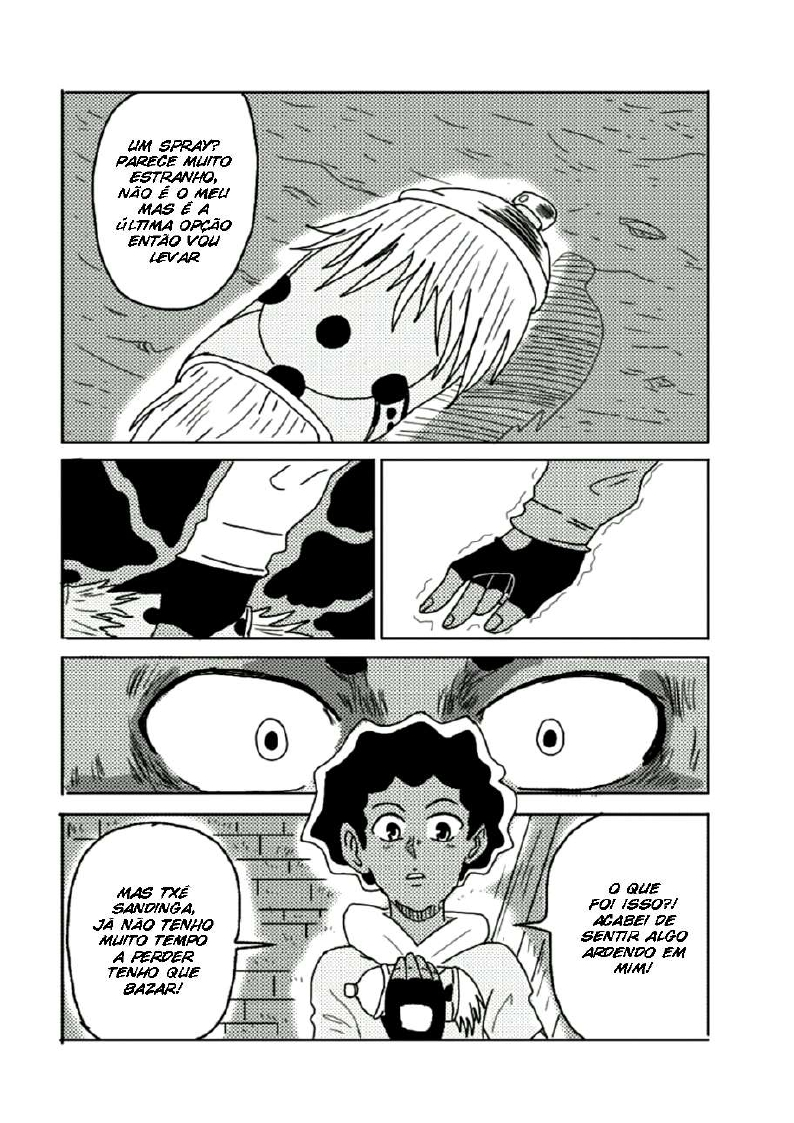 UM SPRAY?
PARECE MUITO
ESTRANHO,
NÃO É O MEU
MAS É A
ÚLTIMA OPÇÃO
ENTÃO VOU
LEVAR
O QUE
FOI ISSO?!
ACABEI DE
SENTIR ALGO
ARDENDO EM
MIM!
MAS TXÉ
SANDINGA,
JÁ NÃO TENHO
MUITO TEMPO
A PERDER
TENHO QUE
BAZAR!